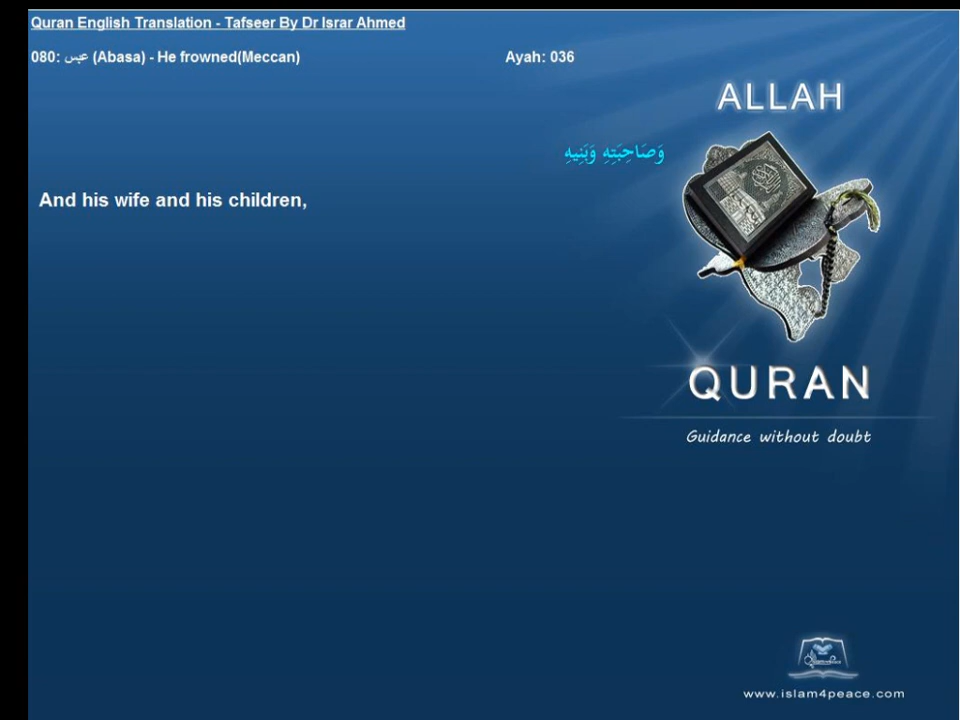 Quran English Translation - Tafseer By Dr Israr Ahmed
080: عبس (Abasa) - He frowned(Meccan) Ayah: 036
ALLAH
وَصَاحِبَتِهِ وَبَنِيهِ
And his wife and his children,
QURAN
Guidance without doubt
www.islam4peace.com